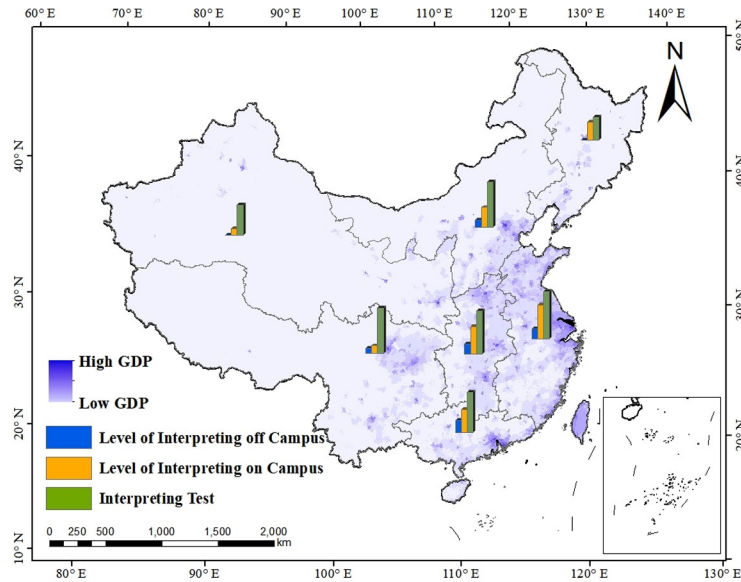 60° E 70° E 80° E 90° E 100° E 110° E 120° E 130° E 140° E
50° N
N
40° N
40° N
30° N
30° N
High GDP
Low GDP
20° N
20° N
Level of Interpreting off Campus
Level of Interpreting on Campus
Interpreting Test
0 250 500 1,000 1,500 2,000
km
10° N
80° E 90° E 100° E 110° E 120° E 130° E